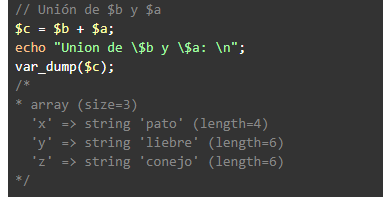 // Unión de $b y $a
$c = $b + $a;
echo "Union de \$b y \$a: \n";
var_dump($c);
/*
* array (size=3)
  'x' => string 'pato' (length=4)
  'y' => string 'liebre' (length=6)
  'z' => string 'conejo' (length=6)
*/